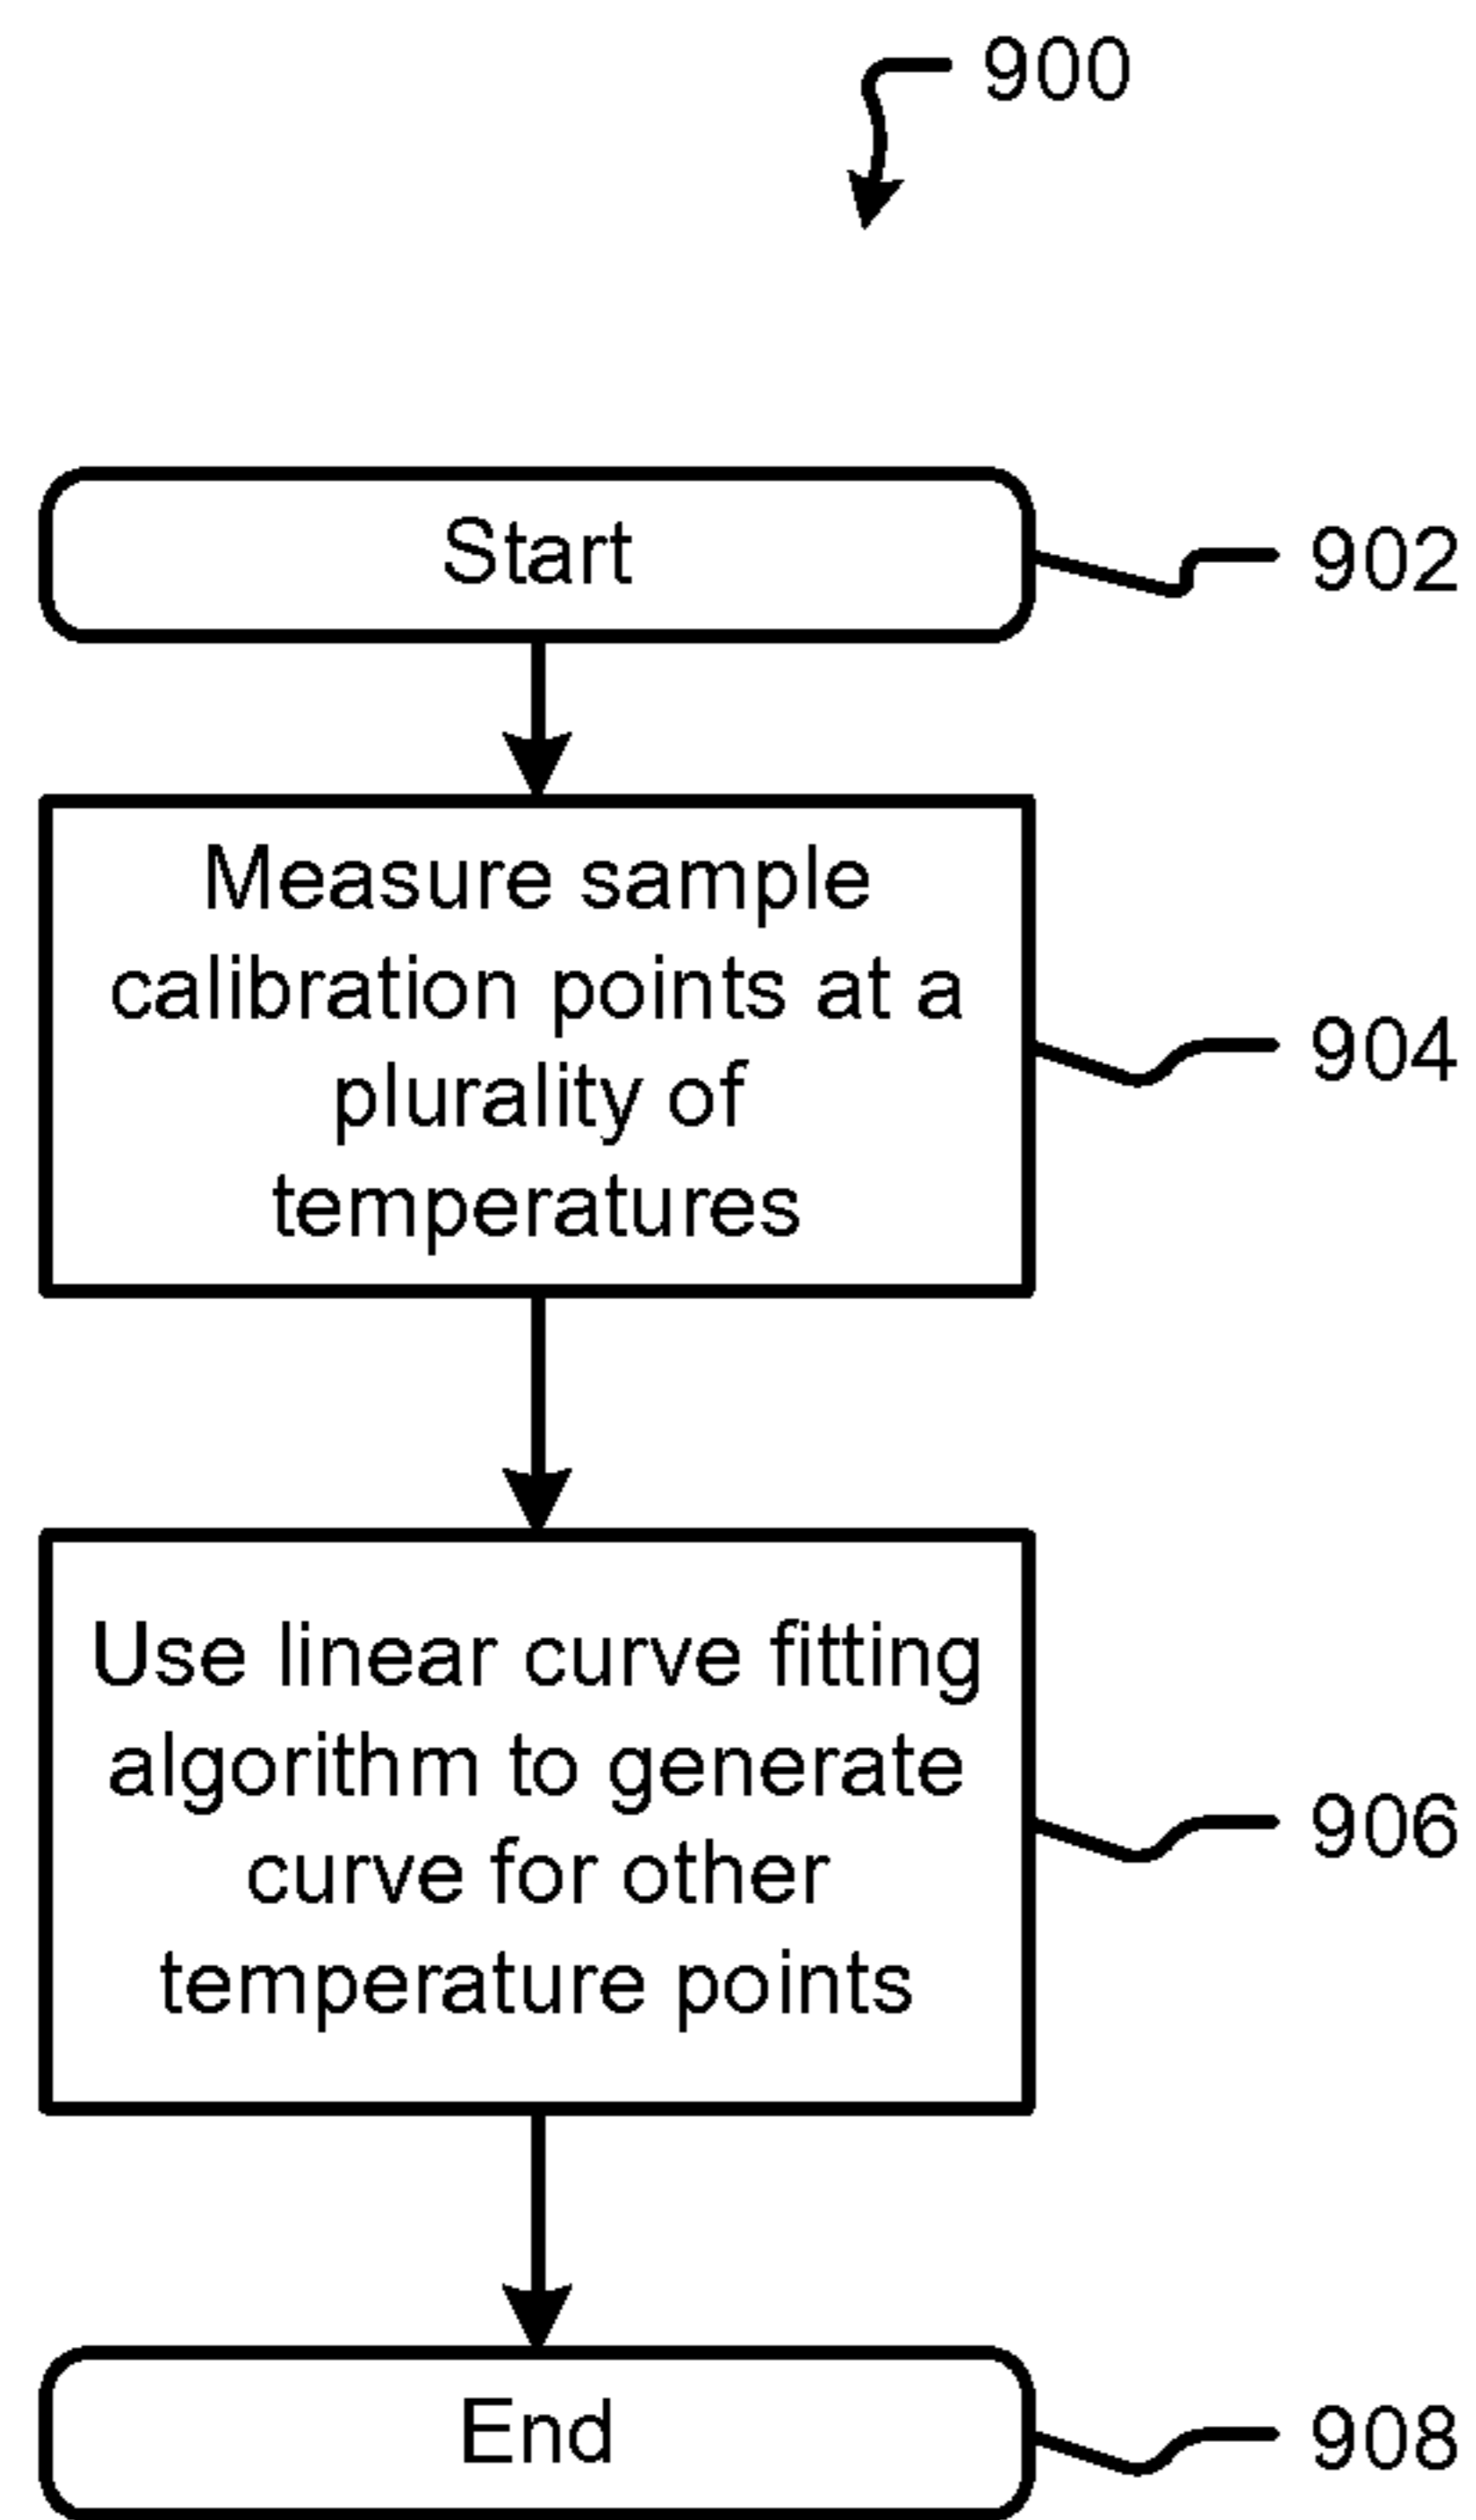 900
Start
902
Measure sample
calibration points at a
plurality of
temperatures
904
Use linear curve fitting
algorithm to generate
curve for other
temperature points
906
End
908